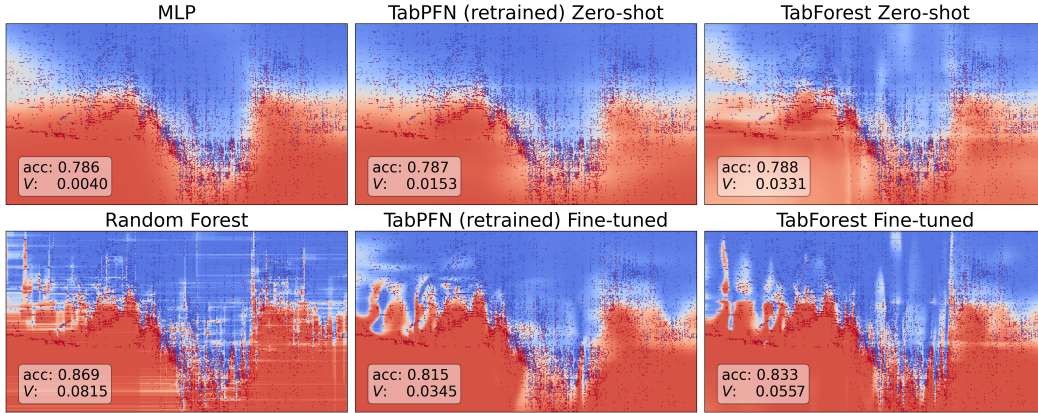 MLP
TabPFN (retrained) Zero-shot
TabForest Zero-shot
acc: 0.786
V: 0.0040
acc: 0.787
V: 0.0153
acc: 0.788
V: 0.0331
Random Forest
TabPFN (retrained) Fine-tuned
TabForest Fine-tuned
acc: 0.869
V: 0.0815
acc: 0.815
V: 0.0345
acc: 0.833
V: 0.0557